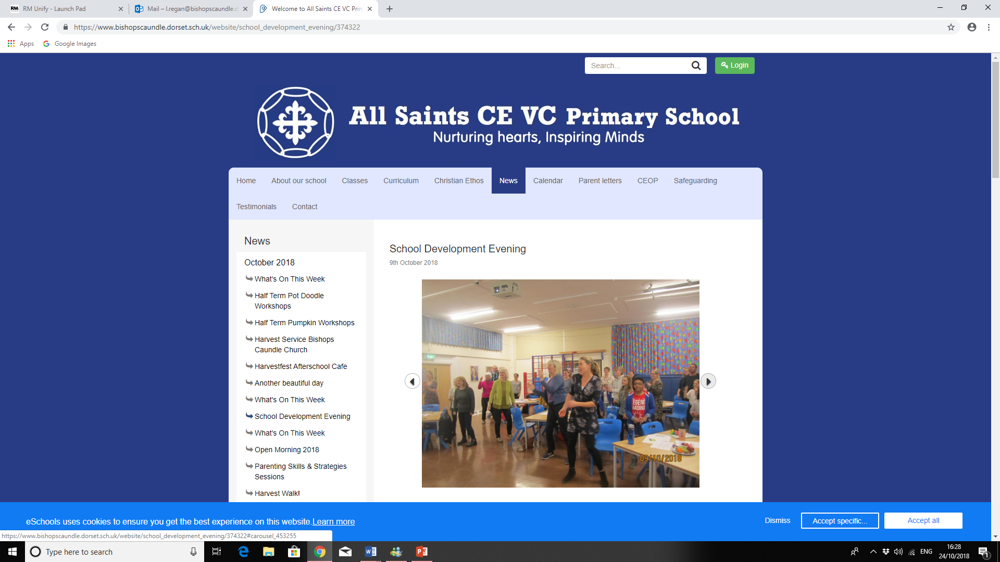 RM Unify - Launch Pad
Mail – l.regan@bishopscaundle.d
Welcome to All Saints CE VC Prim
https://www.bishopscaundle.dorset.sch.uk/website/school_development_evening/374322
Apps
Google Images
Search...
Login
All Saints CE VC Primary School
Nurturing hearts, Inspiring Minds
Home
About our school
Classes
Curriculum
Christian Ethos
News
Calendar
Parent letters
CEOP
Safeguarding
Testimonials
Contact
News
October 2018
What's On This Week
Half Term Pot Doodle
Workshops
Half Term Pumpkin Workshops
Harvest Service Bishops
Caundle Church
Harvestfest Afterschool Cafe
Another beautiful day
What's On This Week
School Development Evening
What's On This Week
Open Morning 2018
Parenting Skills & Strategies
Sessions
Harvest Walk!
School Development Evening
9th October 2018
LEGEND
LOADING
09/10/2018
eSchools uses cookies to ensure you get the best experience on this website.Learn more
Dismiss
Accept specific...
Accept all
https://www.bishopscaundle.dorset.sch.uk/website/school_development_evening/374322#carousel_453255
Type here to search
ENG
16:28
24/10/2018
1